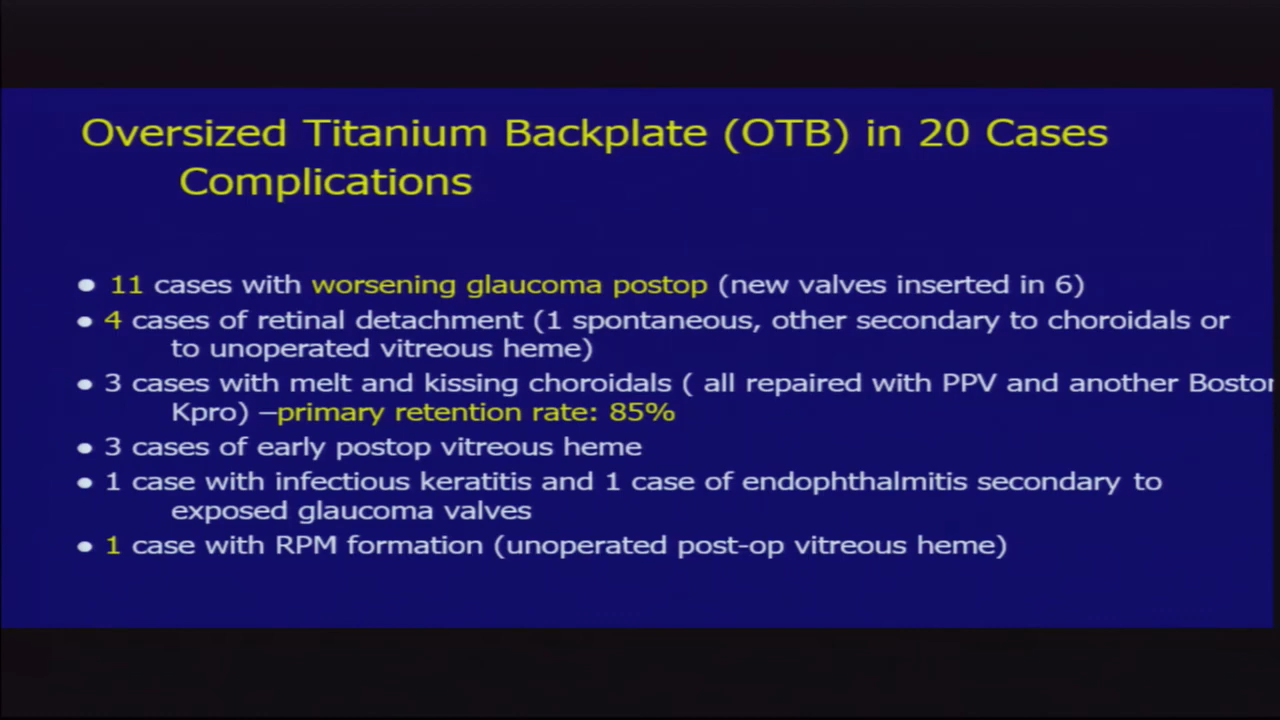 Oversized Titanium Backplate (OTB) in 20 Cases
Complications
● 11 cases with worsening glaucoma postop (new valves inserted in 6)
● 4 cases of retinal detachment (1 spontaneous, other secondary to choroidals or
to unoperated vitreous heme)
● 3 cases with melt and kissing choroidals ( all repaired with PPV and another Bosto
Kpro) –primary retention rate: 85%
● 3 cases of early postop vitreous heme
● 1 case with infectious keratitis and 1 case of endophthalmitis secondary to
exposed glaucoma valves
● 1 case with RPM formation (unoperated post-op vitreous heme)